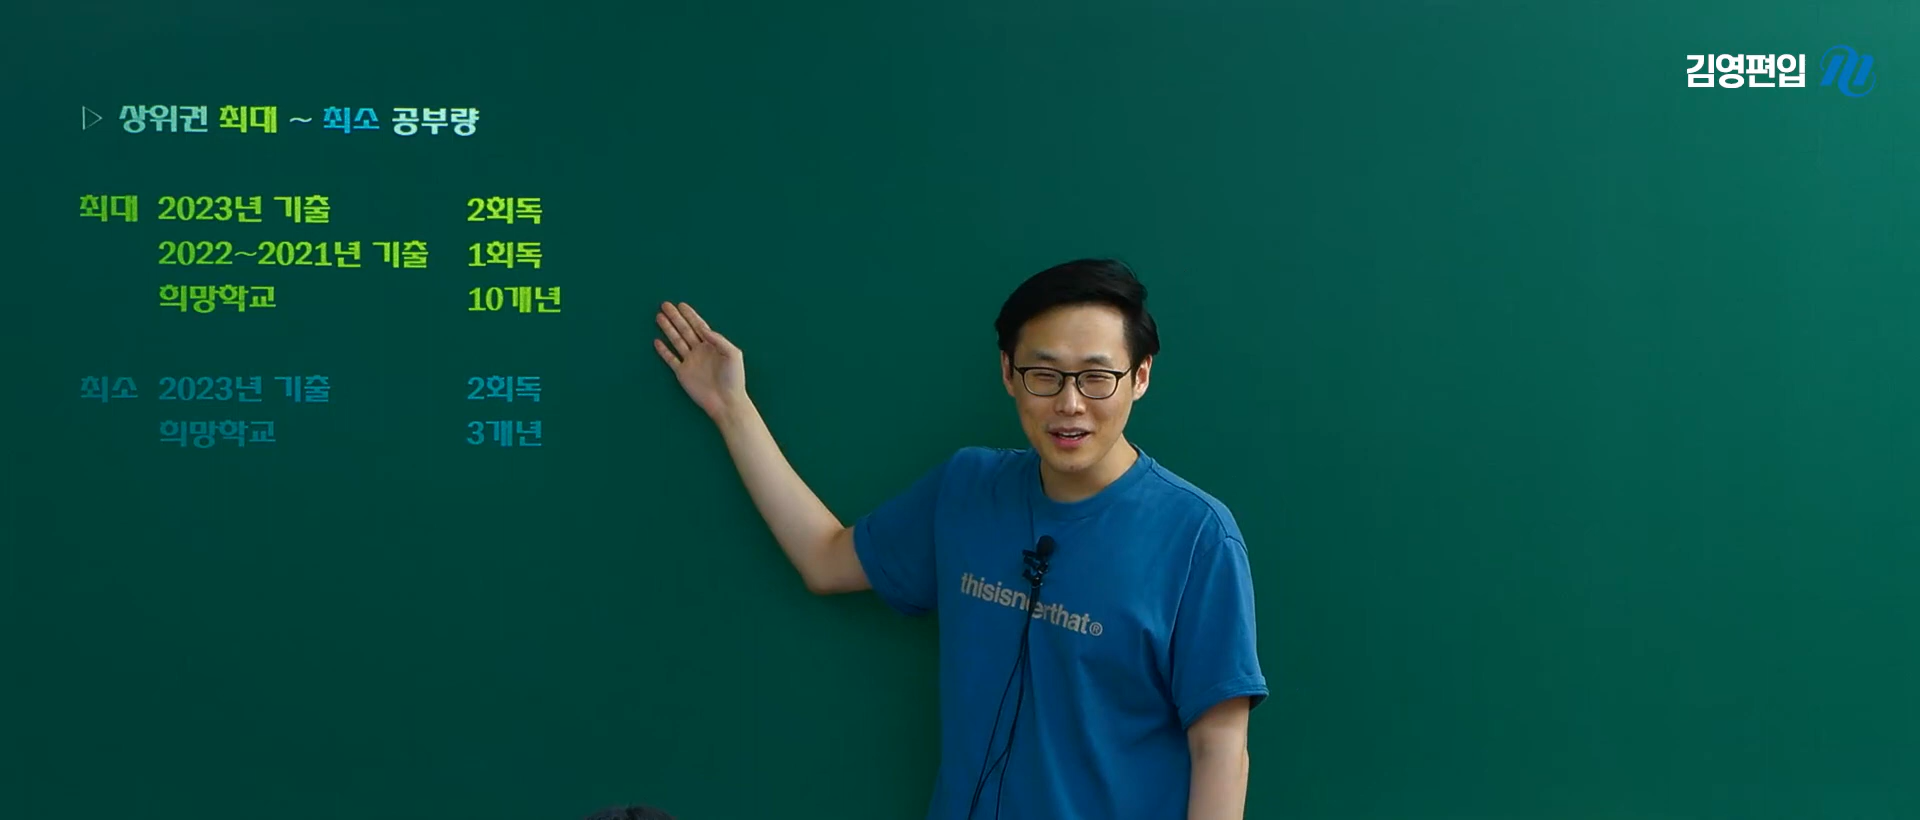 김영편입
▷ 상위권 최대 ~ 최소 공부량
최대 2023년 기출 2회독
2022~2021년 기출 1회독
희망학교 10개년
최소 2023년 기출 2회독
희망학교 3개년